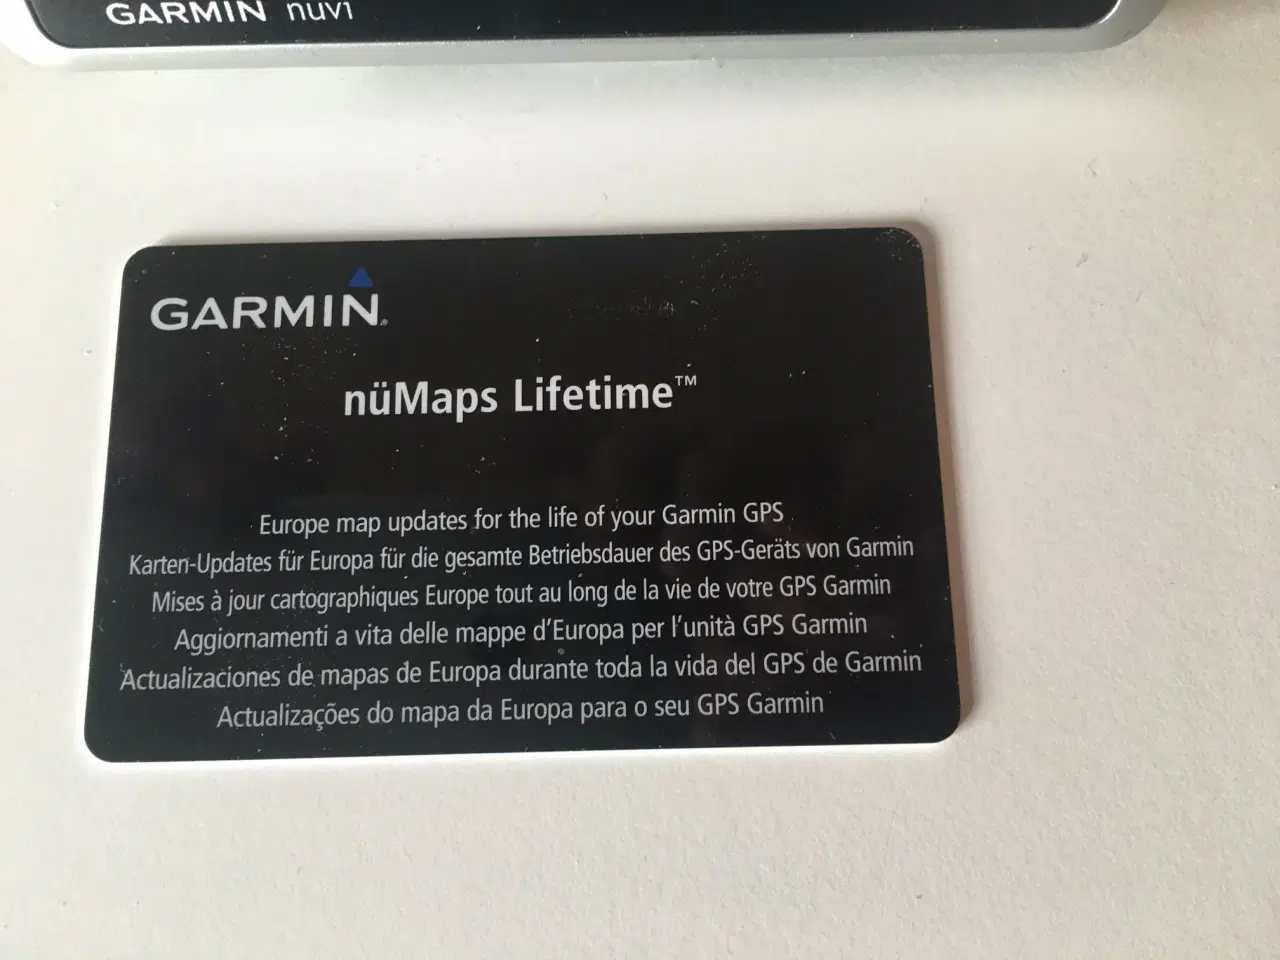 GARMIN nüvi
GARMIN®
nüMaps Lifetime™
Europe map updates for the life of your Garmin GPS
Karten-Updates für Europa für die gesamte Betriebsdauer des GPS-Geräts von Garmin
Mises à jour cartographiques Europe tout au long de la vie de votre GPS Garmin
Aggiornamenti a vita delle mappe d'Europa per l'unità GPS Garmin
Actualizaciones de mapas de Europa durante toda la vida del GPS de Garmin
Actualizações do mapa da Europa para o seu GPS Garmin